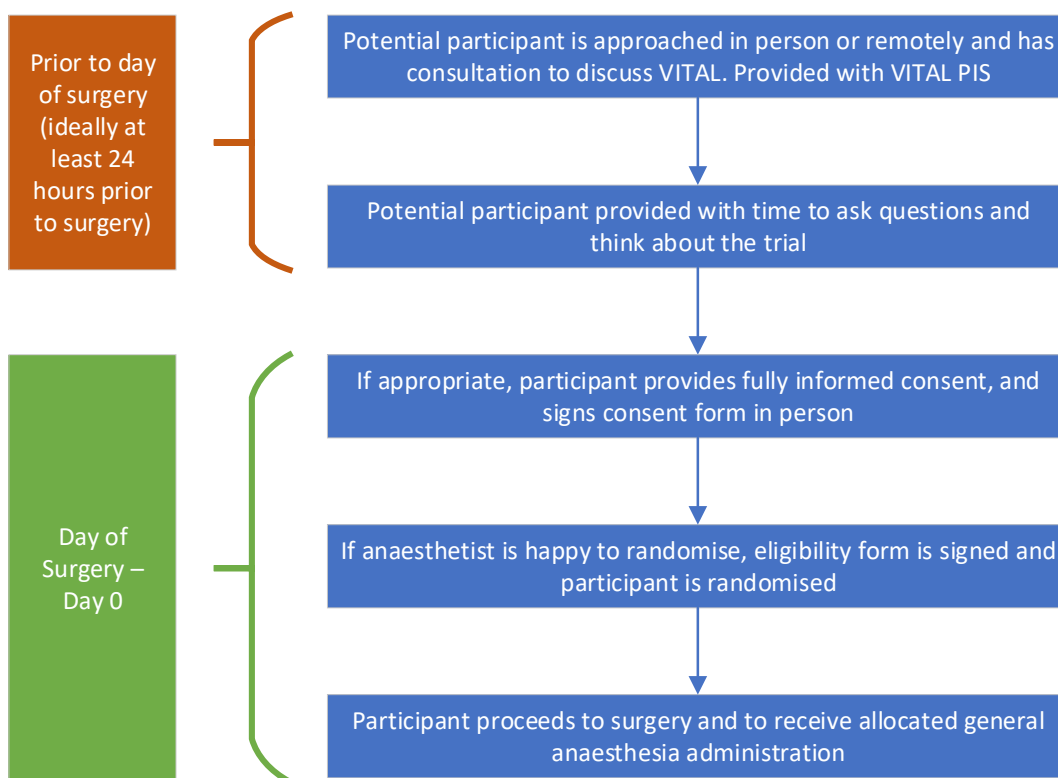 Prior to day
of surgery
(ideally at
least 24
hours prior
to surgery)
Potential participant is approached in person or remotely and has
consultation to discuss VITAL. Provided with VITAL PIS
Potential participant provided with time to ask questions and
think about the trial
Day of
Surgery –
Day 0
If appropriate, participant provides fully informed consent, and
signs consent form in person
If anaesthetist is happy to randomise, eligibility form is signed and
participant is randomised
Participant proceeds to surgery and to receive allocated general
anaesthesia administration